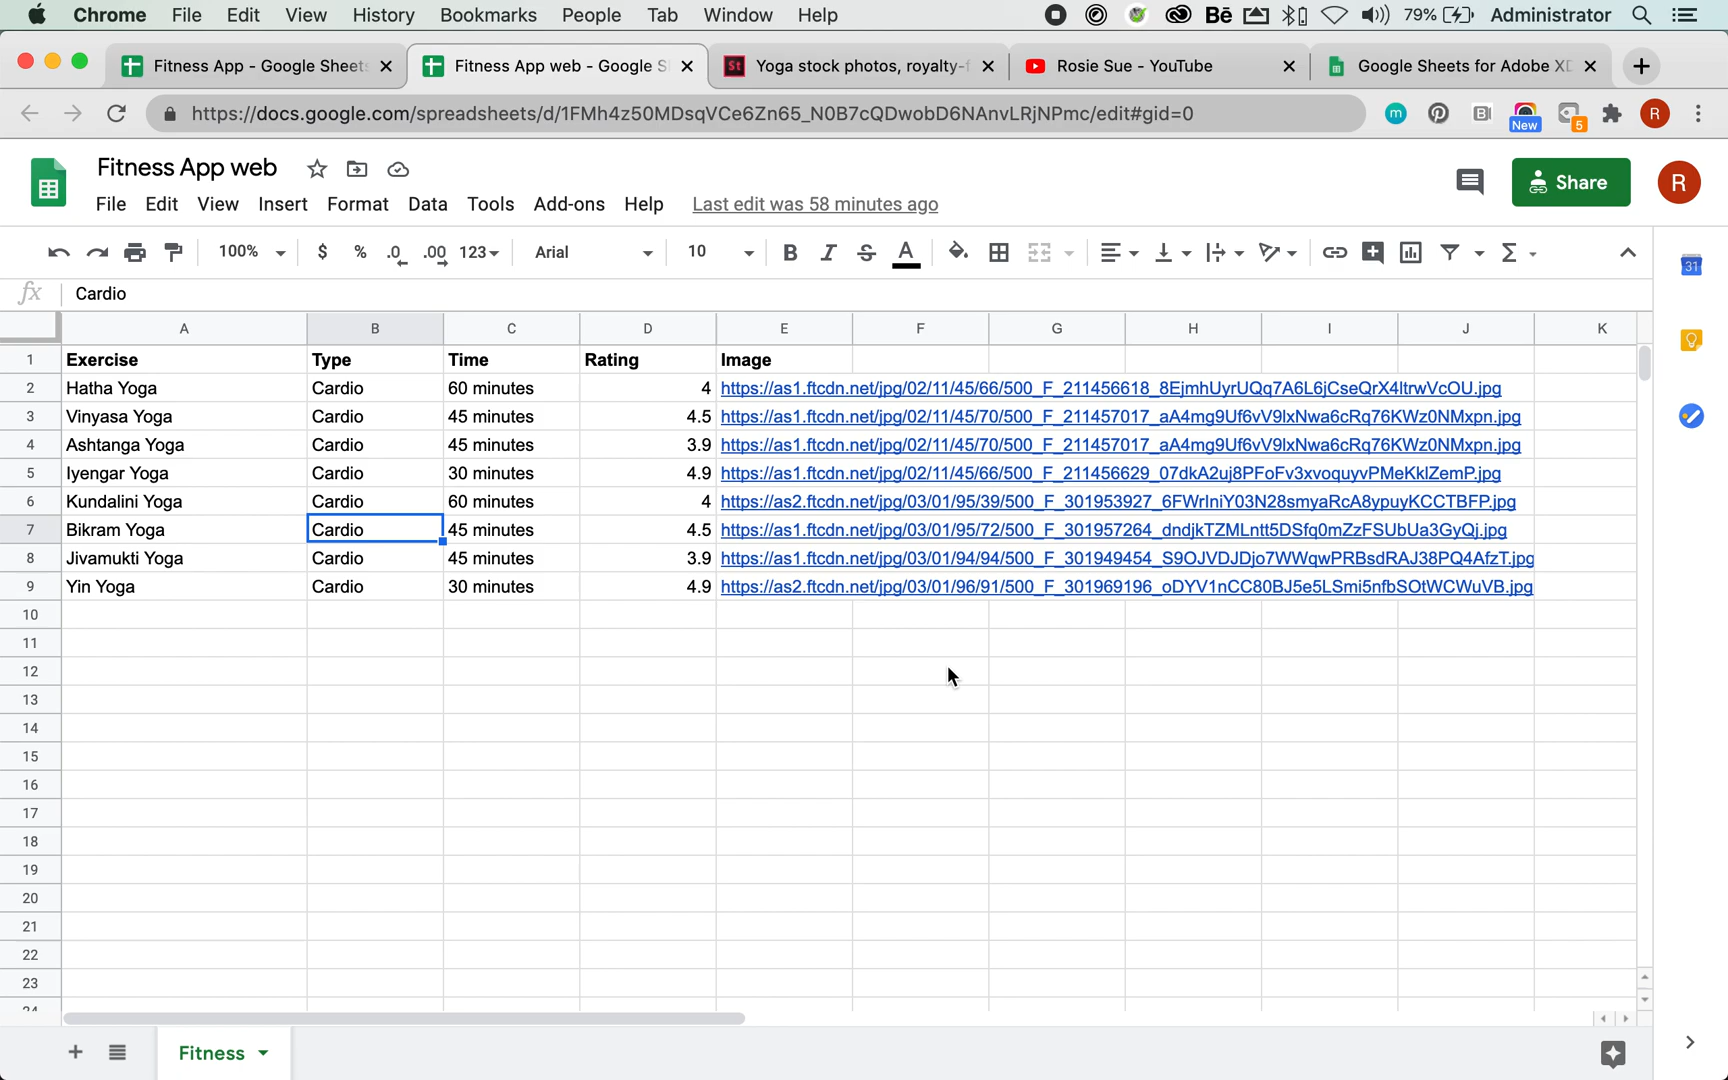 Chrome File Edit View History Bookmarks People Tab Window Help 79% Administrator
Fitness App - Google Sheets Fitness App web - Google S St Yoga stock photos, royalty-f Rosie Sue - YouTube Google Sheets for Adobe XD
https://docs.google.com/spreadsheets/d/1FMh4z50MDsqVCe6Zn65_N0B7cQDwobD6NAnvLRjNPmc/edit#gid=0 m New 5 R
Fitness App web Share R
File Edit View Insert Format Data Tools Add-ons Help Last edit was 58 minutes ago
100% $ % .0 .00 123 Arial 10 B I S A Σ 31
fx Cardio
A B C D E F G H I J K
1 Exercise Type Time Rating Image
2 Hatha Yoga Cardio 60 minutes 4 https://as1.ftcdn.net/jpg/02/11/45/66/500_F_211456618_8EjmhUyrUQq7A6L6jCseQrX4ltrwVcOU.jpg
3 Vinyasa Yoga Cardio 45 minutes 4.5 https://as1.ftcdn.net/jpg/02/11/45/70/500_F_211457017_aA4mg9Uf6vV9lxNwa6cRq76KWz0NMxpn.jpg
4 Ashtanga Yoga Cardio 45 minutes 3.9 https://as1.ftcdn.net/jpg/02/11/45/70/500_F_211457017_aA4mg9Uf6vV9lxNwa6cRq76KWz0NMxpn.jpg
5 Iyengar Yoga Cardio 30 minutes 4.9 https://as1.ftcdn.net/jpg/02/11/45/66/500_F_211456629_07dkA2uj8PFoFv3xvoquyvPMeKklZemP.jpg
6 Kundalini Yoga Cardio 60 minutes 4 https://as2.ftcdn.net/jpg/03/01/95/39/500_F_301953927_6FWrlniY03N28smyaRcA8ypuyKCCTBFP.jpg
7 Bikram Yoga Cardio 45 minutes 4.5 https://as1.ftcdn.net/jpg/03/01/95/72/500_F_301957264_dndjkTZMLntt5DSfq0mZzFSUbUa3GyQj.jpg
8 Jivamukti Yoga Cardio 45 minutes 3.9 https://as1.ftcdn.net/jpg/03/01/94/94/500_F_301949454_S9OJVDJDjo7WWqwPRBsdRAJ38PQ4AfzT.jpg
9 Yin Yoga Cardio 30 minutes 4.9 https://as2.ftcdn.net/jpg/03/01/96/91/500_F_301969196_oDYV1nCC80BJ5e5LSmi5nfbSOtWCWuVB.jpg
10
11
12
13
14
15
16
17
18
19
20
21
22
23
24
Fitness